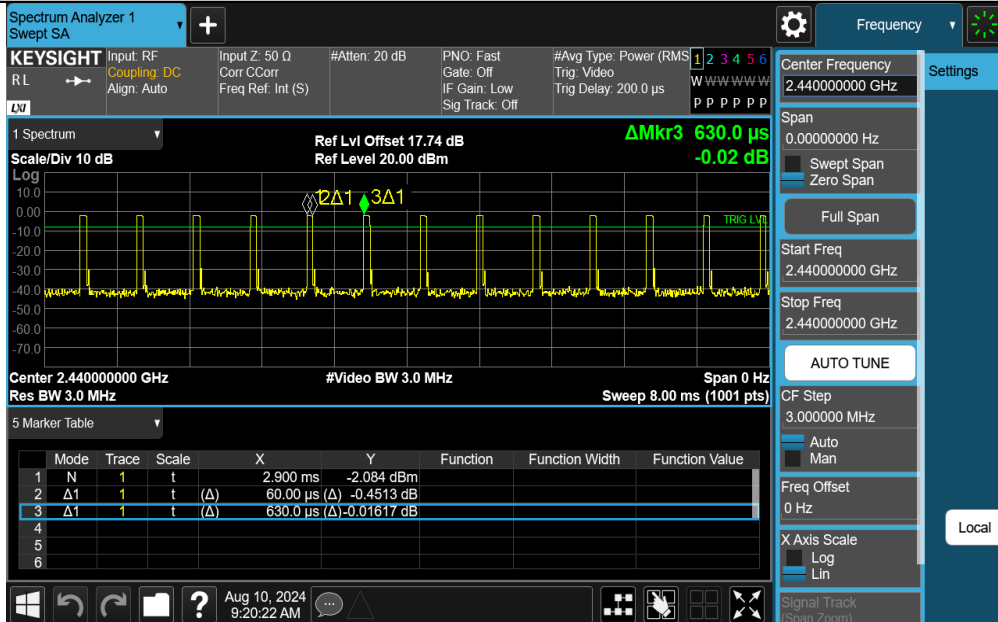 Spectrum Analyzer 1
Swept SA
+
Frequency
KEYSIGHT
RL
LXI
Input: RF
Coupling: DC
Align: Auto
Input Z: 50 Ω
Corr CCorr
Freq Ref: Int (S)
#Atten: 20 dB
PNO: Fast
Gate: Off
IF Gain: Low
Sig Track: Off
#Avg Type: Power (RMS
Trig: Video
Trig Delay: 200.0 µs
1 2 3 4 5 6
W W W W W W
P P P P P P
1 Spectrum
Scale/Div 10 dB
Ref Lvl Offset 17.74 dB
Ref Level 20.00 dBm
ΔMkr3 630.0 µs
-0.02 dB
Log
10.0
0.00
-10.0
-20.0
-30.0
-40.0
-50.0
-60.0
-70.0
2Δ1
3Δ1
TRIG LVL
Center 2.440000000 GHz
#Video BW 3.0 MHz
Span 0 Hz
Res BW 3.0 MHz
Sweep 8.00 ms (1001 pts)
5 Marker Table
Mode Trace Scale X Y Function Function Width Function Value
1 N 1 t 2.900 ms -2.084 dBm
2 Δ1 1 t (Δ) 60.00 µs (Δ) -0.4513 dB
3 Δ1 1 t (Δ) 630.0 µs (Δ) -0.01617 dB
4
5
6
?
Aug 10, 2024
9:20:22 AM
Center Frequency
2.440000000 GHz
Settings
Span
0.00000000 Hz
Swept Span
Zero Span
Full Span
Start Freq
2.440000000 GHz
Stop Freq
2.440000000 GHz
AUTO TUNE
CF Step
3.000000 MHz
Auto
Man
Freq Offset
0 Hz
Local
X Axis Scale
Log
Lin
Signal Track
(Span Zoom)